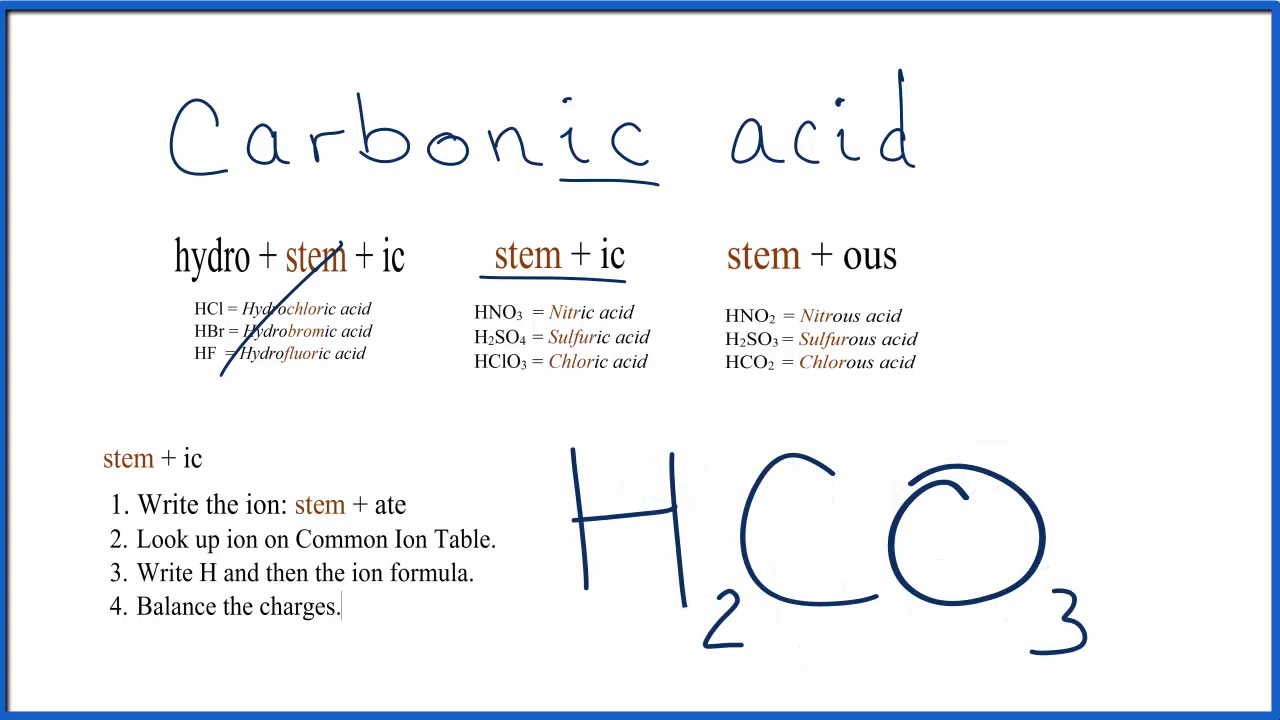 Carbonic acid
hydro + stem + ic
HCl = Hydrochloric acid
HBr = Hydrobromic acid
HF = Hydrofluoric acid
stem + ic
HNO₃ = Nitric acid
H₂SO₄ = Sulfuric acid
HClO₃ = Chloric acid
stem + ous
HNO₂ = Nitrous acid
H₂SO₃ = Sulfurous acid
HCO₂ = Chlorous acid
stem + ic
1. Write the ion: stem + ate
2. Look up ion on Common Ion Table.
3. Write H and then the ion formula.
4. Balance the charges.
H₂CO₃